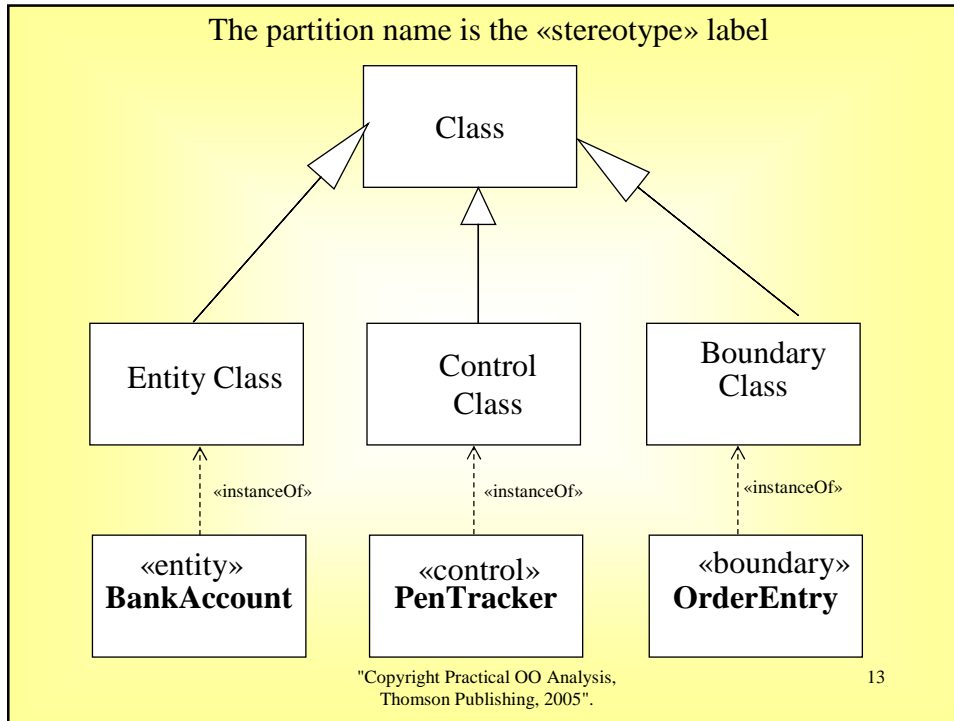 The partition name is the «stereotype» label
Class
Entity Class
Control
Class
Boundary
Class
«instanceOf»
«instanceOf»
«instanceOf»
«entity»
BankAccount
«control»
PenTracker
«boundary»
OrderEntry
"Copyright Practical OO Analysis,
Thomson Publishing, 2005".
13